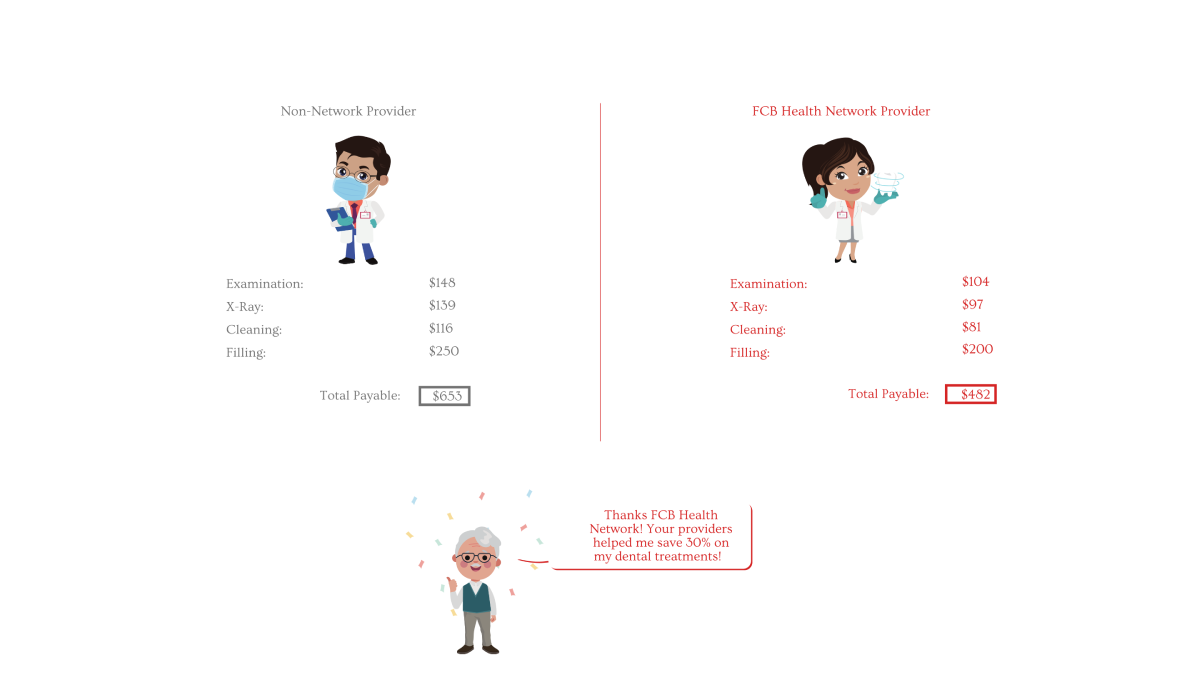 Non-Network Provider
Examination: $148
X-Ray: $139
Cleaning: $116
Filling: $250
Total Payable: $653
FCB Health Network Provider
Examination: $104
X-Ray: $97
Cleaning: $81
Filling: $200
Total Payable: $482
Thanks FCB Health
Network! Your providers
helped me save 30% on
my dental treatments!